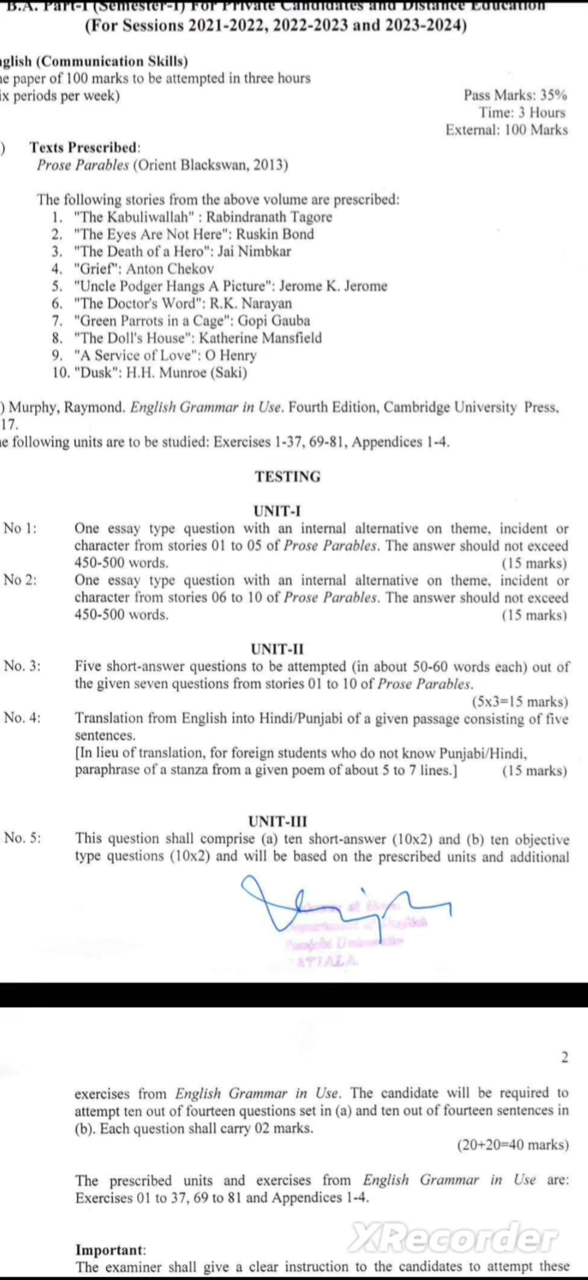 B.A. Part-I (Semester-I) For Private Candidates and Distance Education
(For Sessions 2021-2022, 2022-2023 and 2023-2024)
nglish (Communication Skills)
ne paper of 100 marks to be attempted in three hours
ix periods per week)
Pass Marks: 35%
Time: 3 Hours
External: 100 Marks
) Texts Prescribed:
Prose Parables (Orient Blackswan, 2013)
The following stories from the above volume are prescribed:
1. "The Kabuliwallah" : Rabindranath Tagore
2. "The Eyes Are Not Here": Ruskin Bond
3. "The Death of a Hero": Jai Nimbkar
4. "Grief": Anton Chekov
5. "Uncle Podger Hangs A Picture": Jerome K. Jerome
6. "The Doctor's Word": R.K. Narayan
7. "Green Parrots in a Cage": Gopi Gauba
8. "The Doll's House": Katherine Mansfield
9. "A Service of Love": O Henry
10. "Dusk": H.H. Munroe (Saki)
) Murphy, Raymond. English Grammar in Use. Fourth Edition, Cambridge University Press,
17.
ne following units are to be studied: Exercises 1-37, 69-81, Appendices 1-4.
TESTING
UNIT-I
No 1: One essay type question with an internal alternative on theme, incident or
character from stories 01 to 05 of Prose Parables. The answer should not exceed
450-500 words. (15 marks)
No 2: One essay type question with an internal alternative on theme, incident or
character from stories 06 to 10 of Prose Parables. The answer should not exceed
450-500 words. (15 marks)
UNIT-II
No. 3: Five short-answer questions to be attempted (in about 50-60 words each) out of
the given seven questions from stories 01 to 10 of Prose Parables.
(5x3=15 marks)
No. 4: Translation from English into Hindi/Punjabi of a given passage consisting of five
sentences.
[In lieu of translation, for foreign students who do not know Punjabi/Hindi,
paraphrase of a stanza from a given poem of about 5 to 7 lines.] (15 marks)
UNIT-III
No. 5: This question shall comprise (a) ten short-answer (10x2) and (b) ten objective
type questions (10x2) and will be based on the prescribed units and additional
2
exercises from English Grammar in Use. The candidate will be required to
attempt ten out of fourteen questions set in (a) and ten out of fourteen sentences in
(b). Each question shall carry 02 marks.
(20+20=40 marks)
The prescribed units and exercises from English Grammar in Use are:
Exercises 01 to 37, 69 to 81 and Appendices 1-4.
XRecorder
Important:
The examiner shall give a clear instruction to the candidates to attempt these